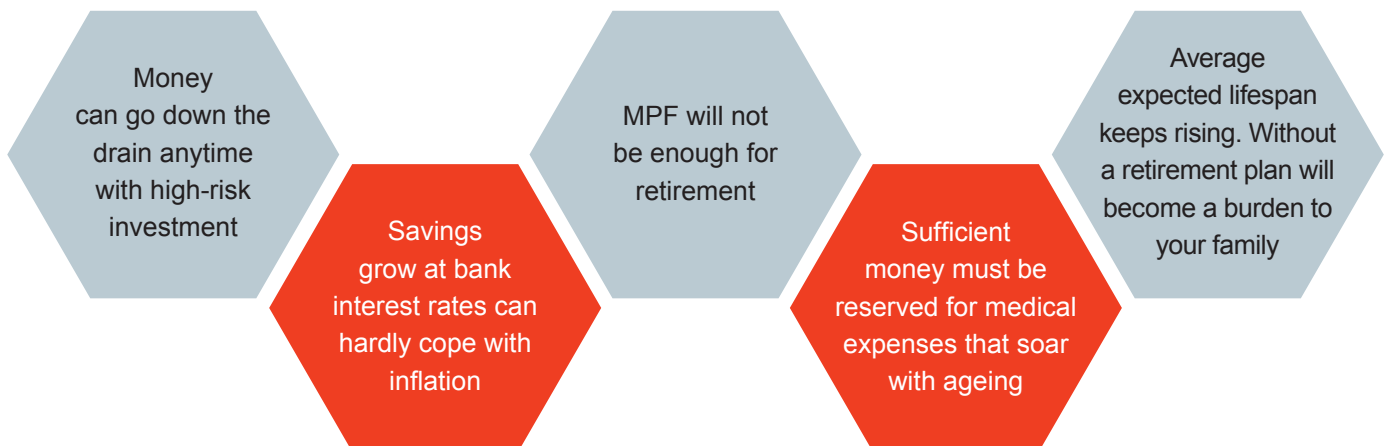 Money
can go down the
drain anytime
with high-risk
investment
Savings
grow at bank
interest rates can
hardly cope with
inflation
MPF will not
be enough for
retirement
Sufficient
money must be
reserved for medical
expenses that soar
with ageing
Average
expected lifespan
keeps rising. Without
a retirement plan will
become a burden to
your family